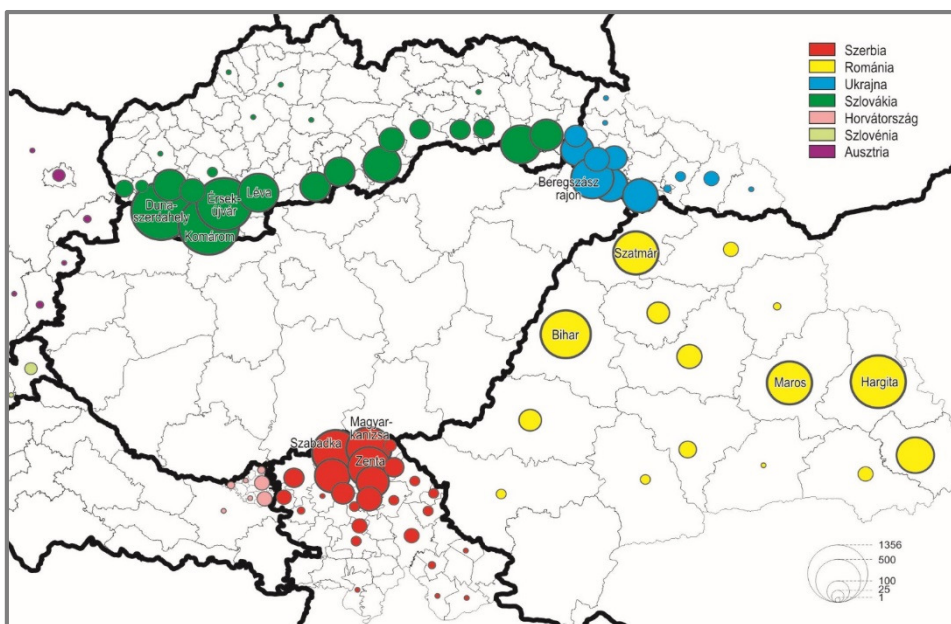 Szerbia
Románia
Ukrajna
Szlovákia
Horvátország
Szlovénia
Ausztria
Léva
Érsek-
újvár
Duna-
szerdahely
Komárom
Beregszász
rajon
Szatmár
Bihar
Maros
Hargita
Magyar-
kanizsa
Szabadka
Zenta
1356
500
100
25
1